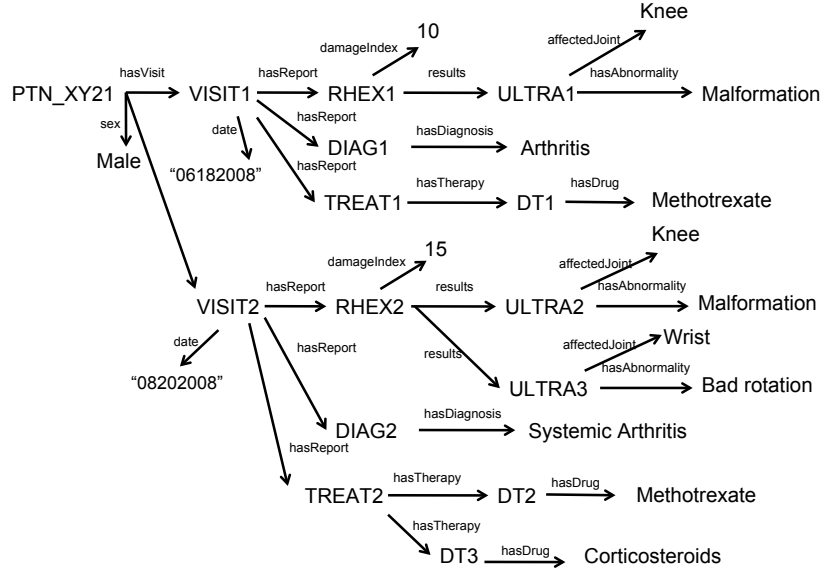 10
Knee
damageIndex
affectedJoint
hasVisit
hasReport
results
hasAbnormality
PTN_XY21
VISIT1
RHEX1
ULTRA1
Malformation
sex
date
hasReport
hasDiagnosis
Male
DIAG1
Arthritis
"06182008"
hasReport
hasTherapy
hasDrug
TREAT1
DT1
Methotrexate
15
Knee
damageIndex
affectedJoint
hasReport
results
hasAbnormality
VISIT2
RHEX2
ULTRA2
Malformation
date
hasReport
results
affectedJoint
Wrist
hasAbnormality
"08202008"
ULTRA3
Bad rotation
hasDiagnosis
DIAG2
Systemic Arthritis
hasReport
hasTherapy
hasDrug
TREAT2
DT2
Methotrexate
hasTherapy
hasDrug
DT3
Corticosteroids